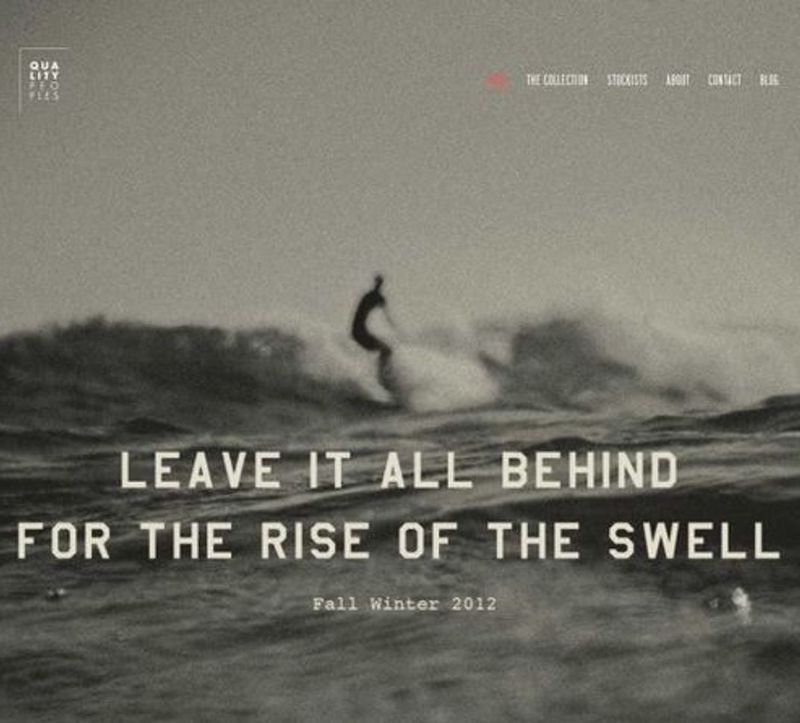 QUA
LITY
PEO
PLES
THE COLLECTION STOCKISTS ABOUT CONTACT BLOG
LEAVE IT ALL BEHIND
FOR THE RISE OF THE SWELL
Fall Winter 2012